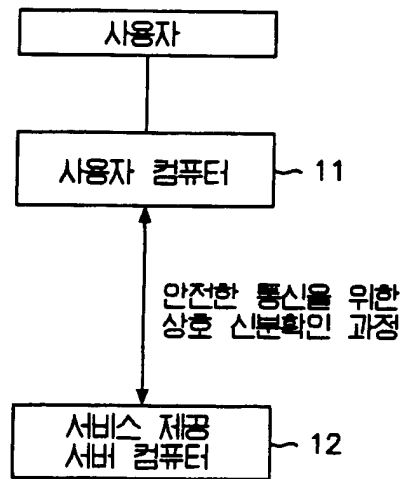 사용자
사용자 컴퓨터
11
안전한 통신을 위한
상호 신분확인 과정
서비스 제공
서버 컴퓨터
12